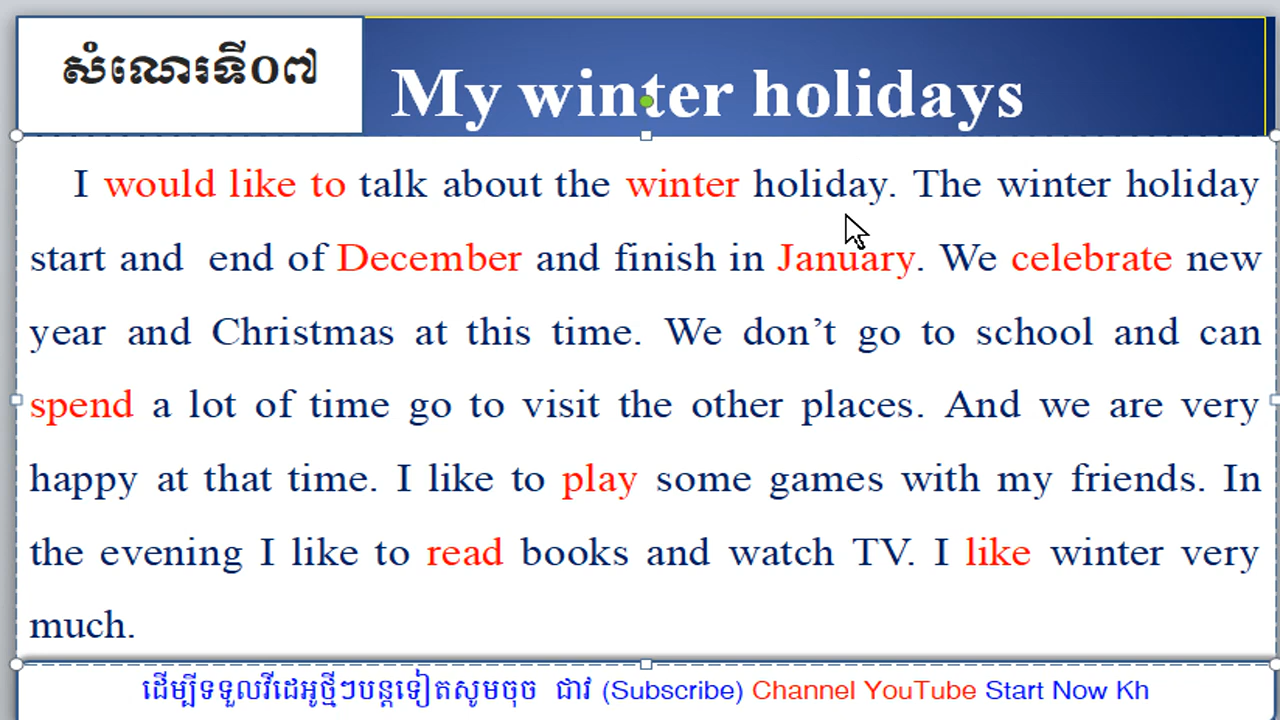 សំណេរទី០៧
My winter holidays
I would like to talk about the winter holiday. The winter holiday
start and end of December and finish in January. We celebrate new
year and Christmas at this time. We don’t go to school and can
spend a lot of time go to visit the other places. And we are very
happy at that time. I like to play some games with my friends. In
the evening I like to read books and watch TV. I like winter very
much.
ដើម្បីទទួលវីដេអូថ្មីៗបន្តទៀតសូមចុច ជាវ (Subscribe) Channel YouTube Start Now Kh